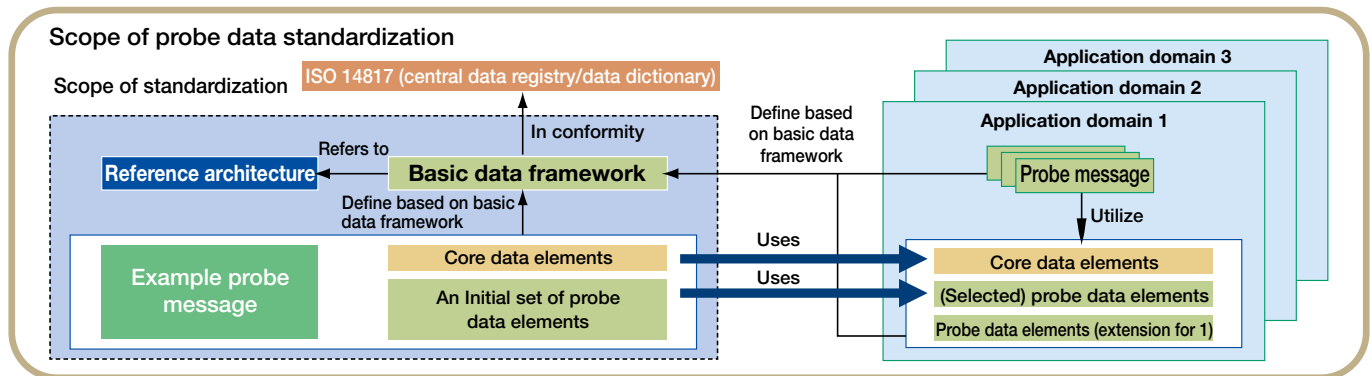 Scope of probe data standardization
Scope of standardization
ISO 14817 (central data registry/data dictionary)
In conformity
Refers to
Reference architecture
Basic data framework
Define based on basic
data framework
Example probe
message
Core data elements
An Initial set of probe
data elements
Define based
on basic data
framework
Uses
Uses
Application domain 3
Application domain 2
Application domain 1
Probe message
Utilize
Core data elements
(Selected) probe data elements
Probe data elements (extension for 1)